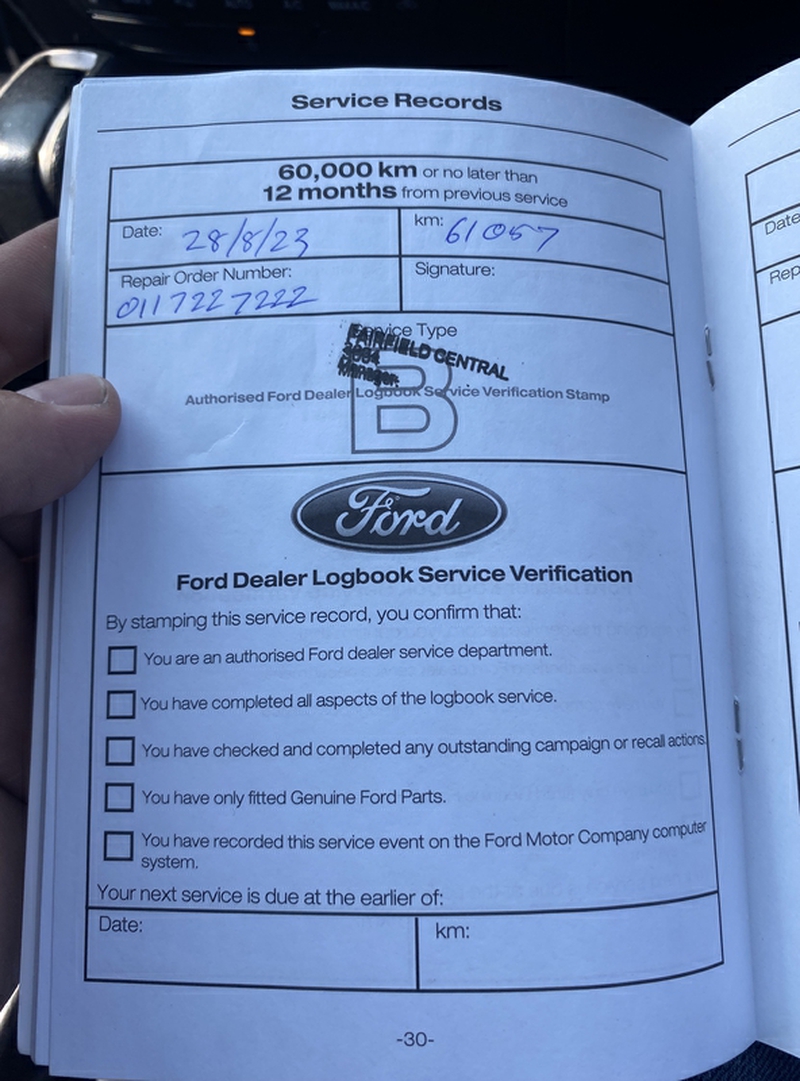 Service Records
60,000 km or no later than
12 months from previous service
Date: 28/8/23
km: 61057
Repair Order Number:
0117227222
Signature:
Service Type
FAIRFIELD CENTRAL
3004
Manager
B
Authorised Ford Dealer Logbook Service Verification Stamp
Ford
Ford Dealer Logbook Service Verification
By stamping this service record, you confirm that:
You are an authorised Ford dealer service department.
You have completed all aspects of the logbook service.
You have checked and completed any outstanding campaign or recall actions.
You have only fitted Genuine Ford Parts.
You have recorded this service event on the Ford Motor Company computer
system.
Your next service is due at the earlier of:
Date:
km:
-30-
Date
Rep